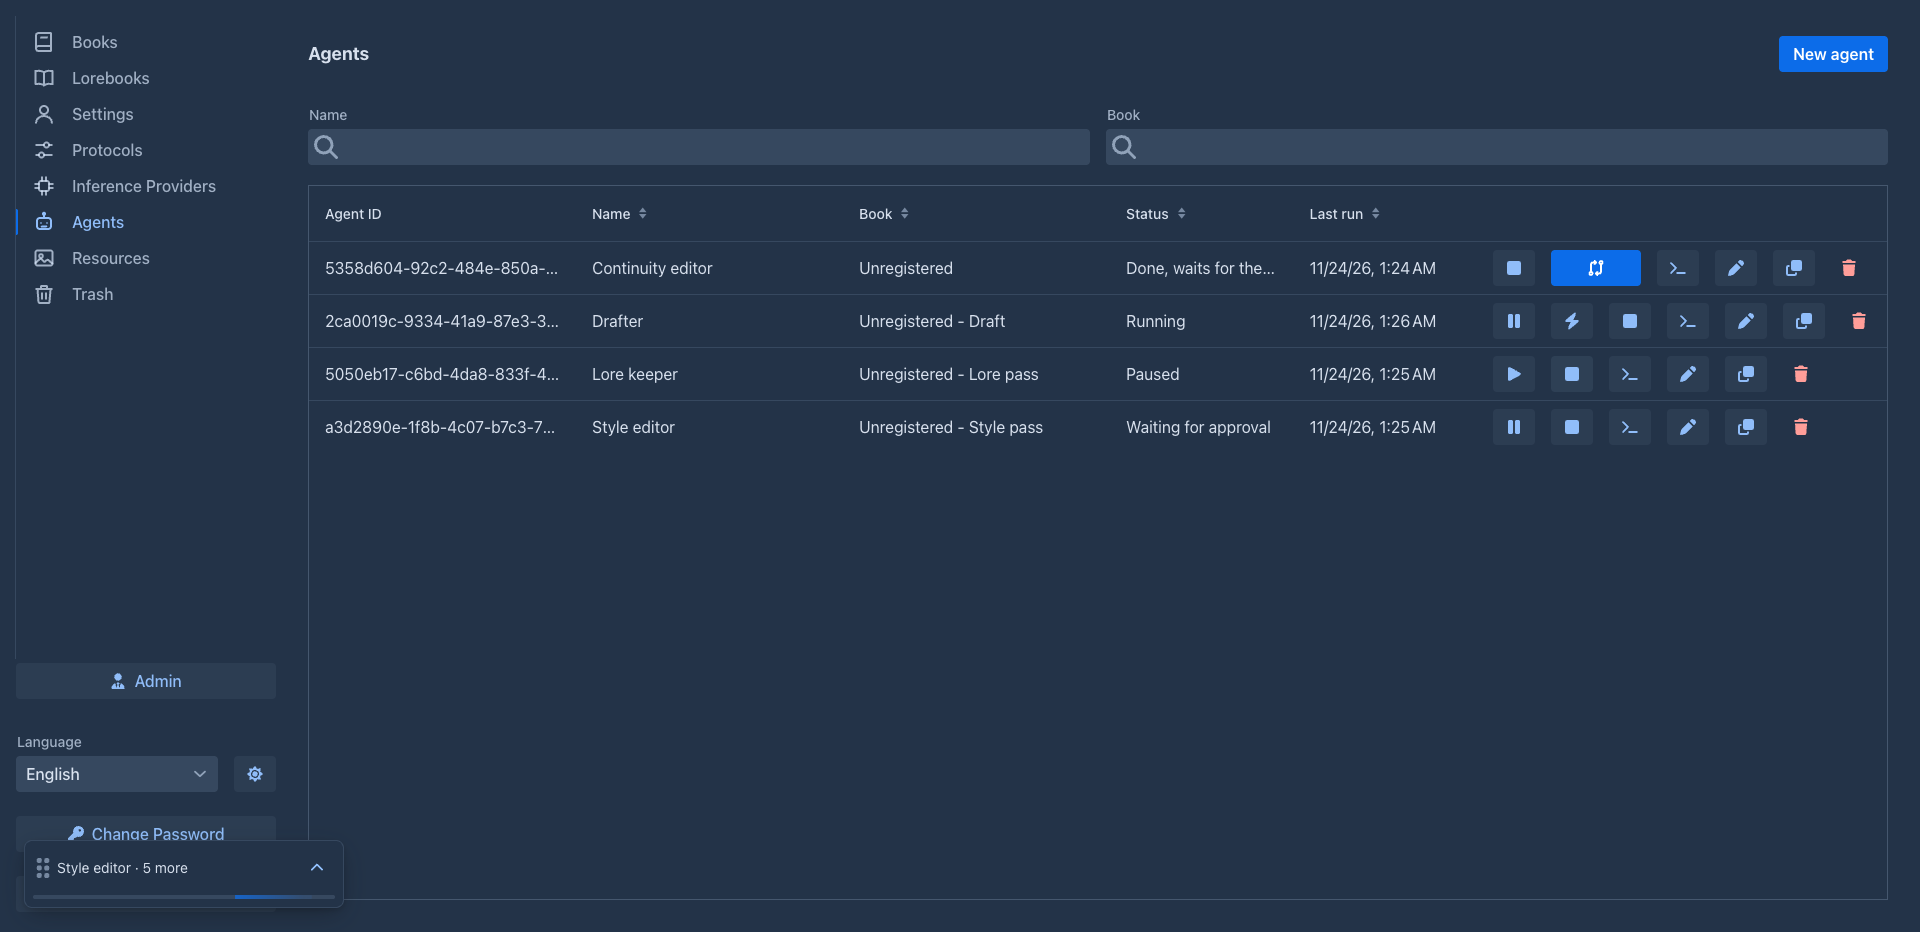 Books
Lorebooks
Settings
Protocols
Inference Providers
Agents
Resources
Trash
Admin
Language
English
Change Password
Style editor · 5 more
Agents
New agent
Name
Book
Agent ID Name Book Status Last run
5358d604-92c2-484e-850a-... Continuity editor Unregistered Done, waits for the... 11/24/26, 1:24 AM
2ca0019c-9334-41a9-87e3-3... Drafter Unregistered - Draft Running 11/24/26, 1:26 AM
5050eb17-c6bd-4da8-833f-4... Lore keeper Unregistered - Lore pass Paused 11/24/26, 1:25 AM
a3d2890e-1f8b-4c07-b7c3-7... Style editor Unregistered - Style pass Waiting for approval 11/24/26, 1:25 AM